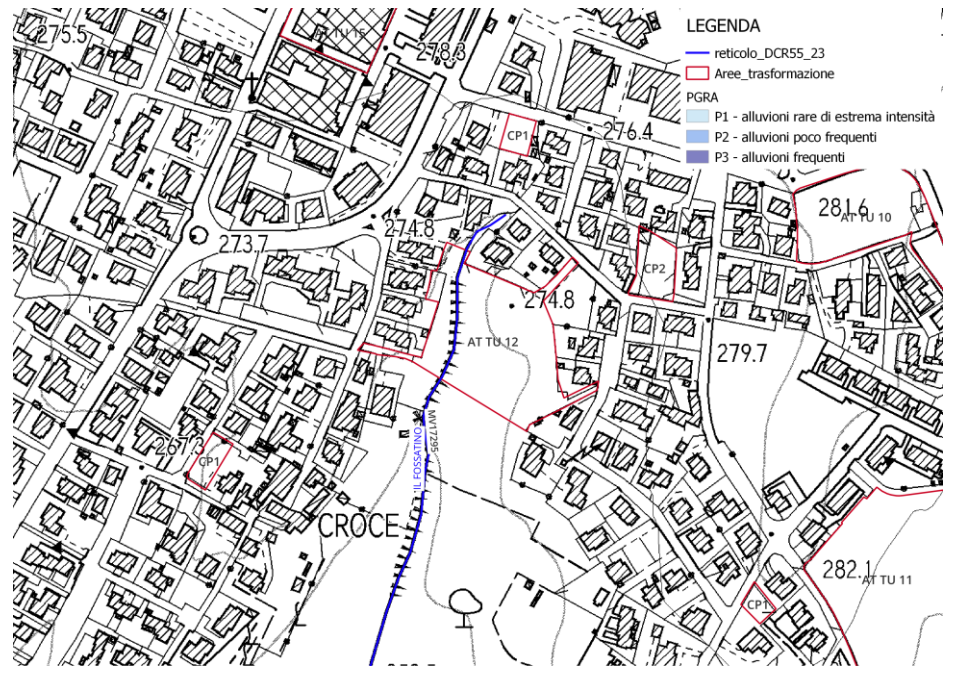 LEGENDA
reticolo_DCR55_23
Aree_trasformazione
PGRA
P1 - alluvioni rare di estrema intensità
P2 - alluvioni poco frequenti
P3 - alluvioni frequenti
275.5
AT TU 15
278.3
CP1
276.4
281.6
AT TU 10
274.8
273.7
CP2
274.8
AT TU 12
279.7
MV17295
IL FOSSATINO
267.3
CP1
CROCE
282.1
AT TU 11
CP1